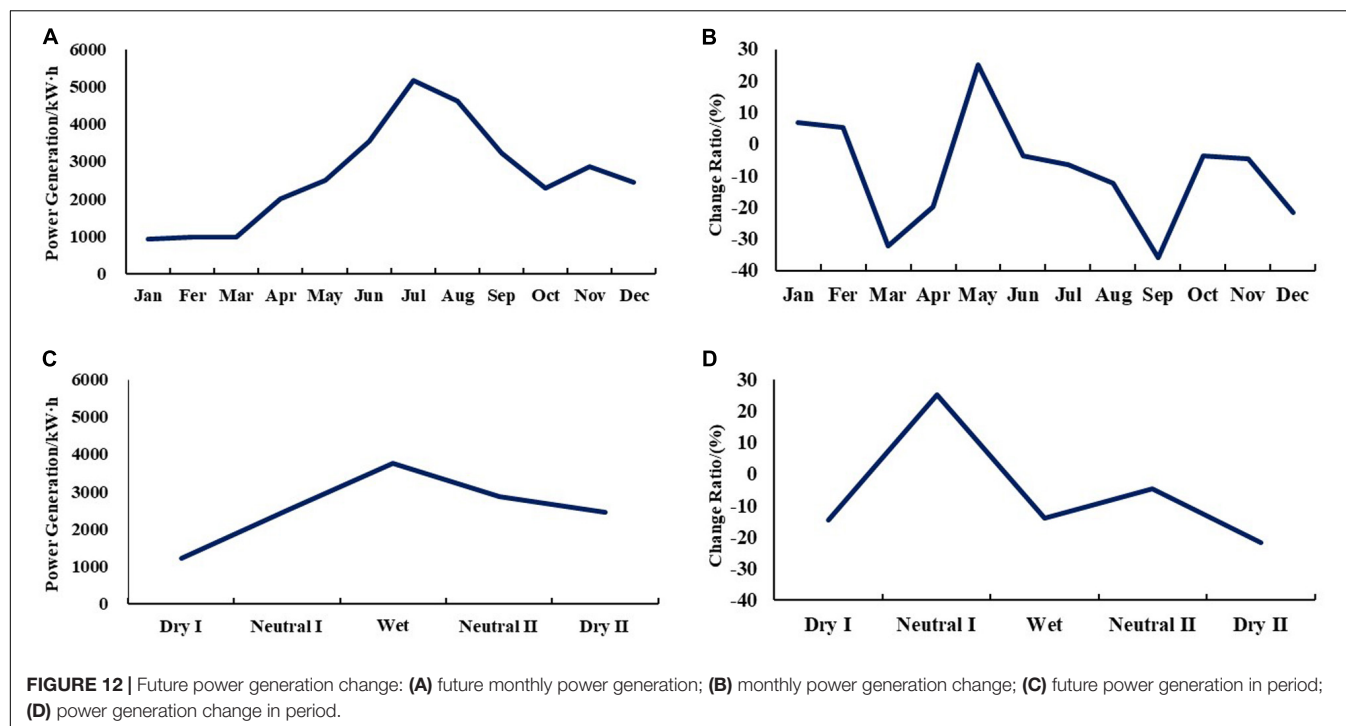 A
Power Generation/kW·h
6000
5000
4000
3000
2000
1000
0
Jan Fer Mar Apr May Jun Jul Aug Sep Oct Nov Dec
B
Change Ratio/(%)
30
20
10
0
-10
-20
-30
-40
Jan Fer Mar Apr May Jun Jul Aug Sep Oct Nov Dec
C
Power Generation/kW·h
6000
5000
4000
3000
2000
1000
0
Dry I Neutral I Wet Neutral II Dry II
D
Change Ratio/(%)
30
20
10
0
-10
-20
-30
-40
Dry I Neutral I Wet Neutral II Dry II
FIGURE 12 | Future power generation change: (A) future monthly power generation; (B) monthly power generation change; (C) future power generation in period;
(D) power generation change in period.